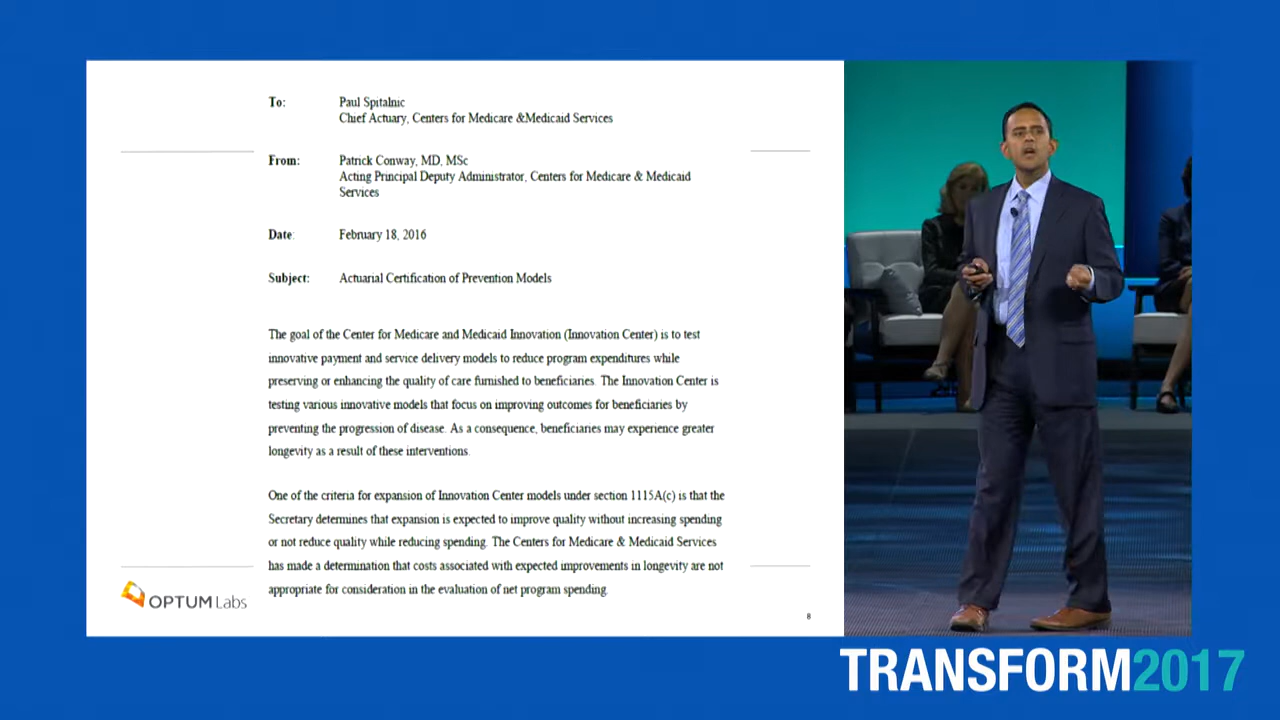 To: Paul Spitalnic
Chief Actuary, Centers for Medicare &Medicaid Services
From: Patrick Conway, MD, MSc
Acting Principal Deputy Administrator, Centers for Medicare & Medicaid
Services
Date: February 18, 2016
Subject: Actuarial Certification of Prevention Models
The goal of the Center for Medicare and Medicaid Innovation (Innovation Center) is to test
innovative payment and service delivery models to reduce program expenditures while
preserving or enhancing the quality of care furnished to beneficiaries. The Innovation Center is
testing various innovative models that focus on improving outcomes for beneficiaries by
preventing the progression of disease. As a consequence, beneficiaries may experience greater
longevity as a result of these interventions.
One of the criteria for expansion of Innovation Center models under section 1115A(c) is that the
Secretary determines that expansion is expected to improve quality without increasing spending
or not reduce quality while reducing spending. The Centers for Medicare & Medicaid Services
has made a determination that costs associated with expected improvements in longevity are not
appropriate for consideration in the evaluation of net program spending.
OPTUM Labs
8
TRANSFORM2017